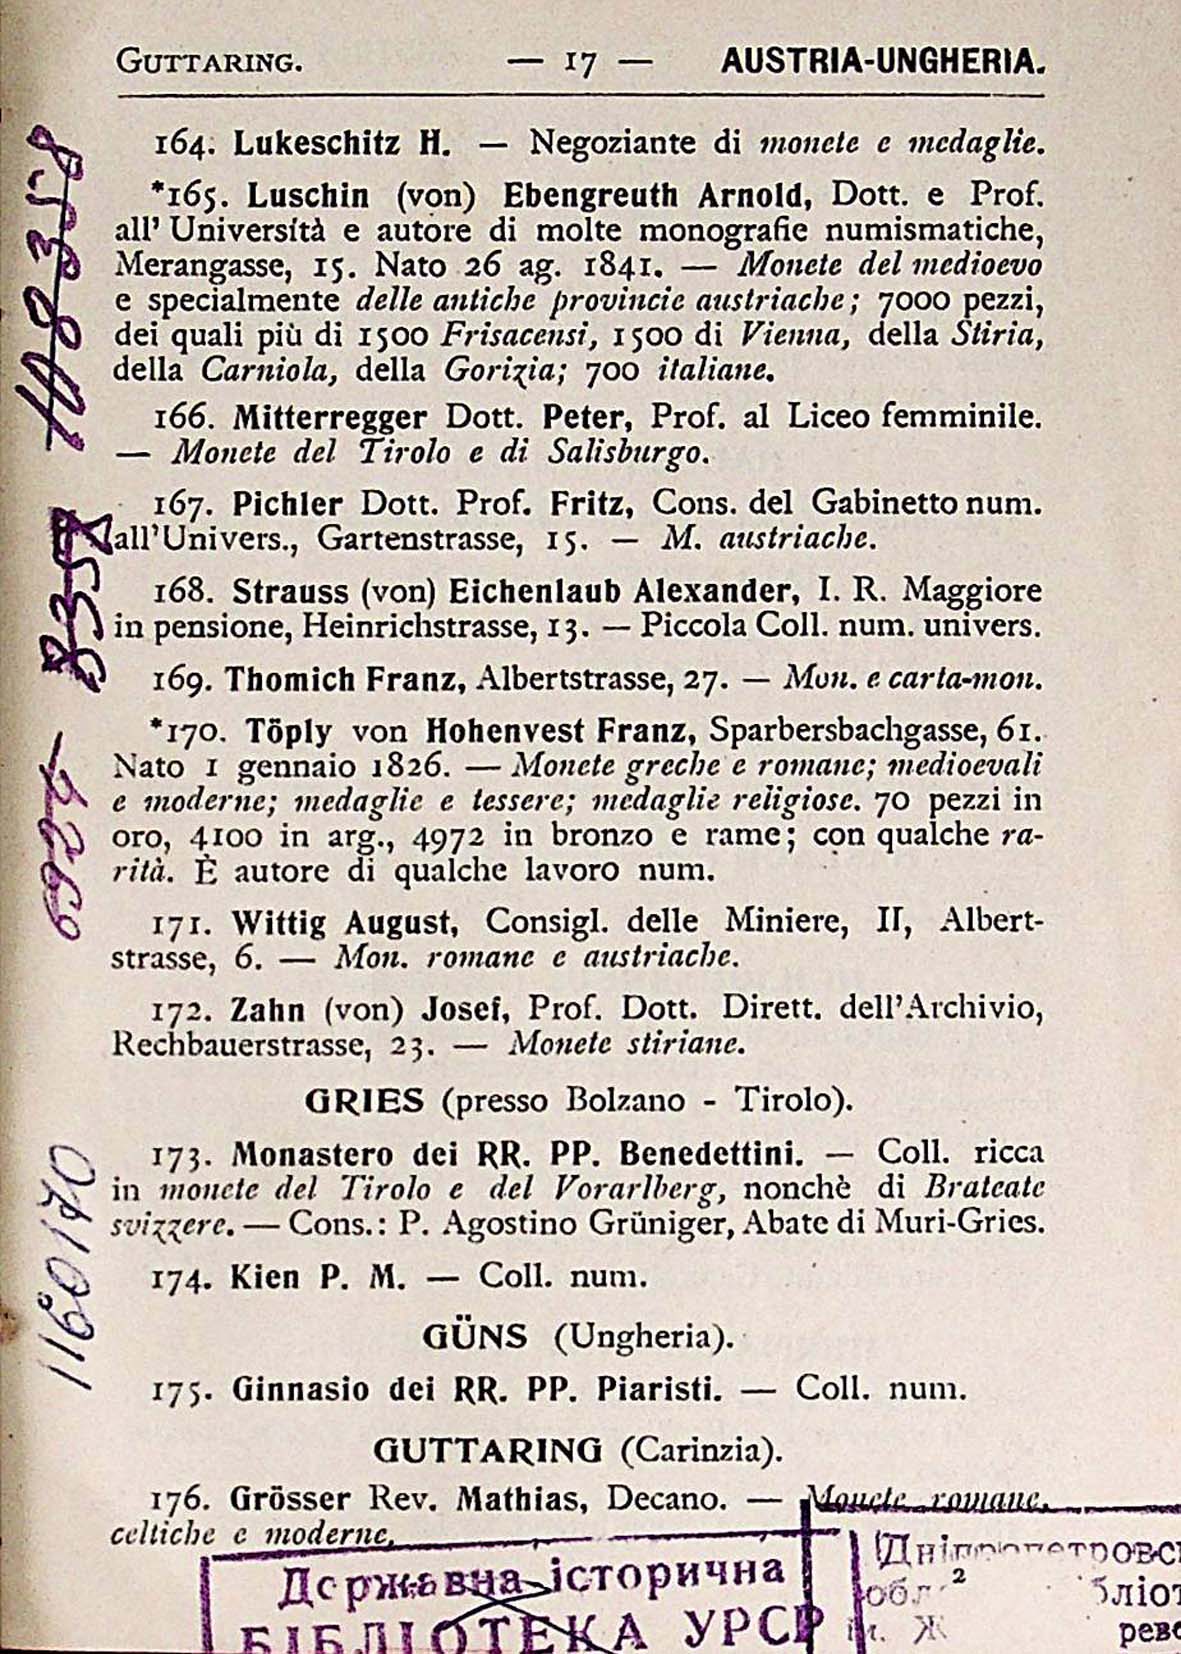 GUTTARING. — 17 — AUSTRIA-UNGHERIA.
164. Lukeschitz H. — Negoziante di monete e medaglie.
*165. Luschin (von) Ebengreuth Arnold, Dott. e Prof.
all' Università e autore di molte monografie numismatiche,
Merangasse, 15. Nato 26 ag. 1841. — Monete del medioevo
e specialmente delle antiche provincie austriache; 7000 pezzi,
dei quali più di 1500 Frisacensi, 1500 di Vienna, della Stiria,
della Carniola, della Gorizia; 700 italiane.
166. Mitterregger Dott. Peter, Prof. al Liceo femminile.
— Monete del Tirolo e di Salisburgo.
167. Pichler Dott. Prof. Fritz, Cons. del Gabinetto num.
all'Univers., Gartenstrasse, 15. — M. austriache.
168. Strauss (von) Eichenlaub Alexander, I. R. Maggiore
in pensione, Heinrichstrasse, 13. — Piccola Coll. num. univers.
169. Thomich Franz, Albertstrasse, 27. — Mon. e carta-mon.
*170. Töply von Hohenvest Franz, Sparbersbachgasse, 61.
Nato 1 gennaio 1826. — Monete greche e romane; medioevali
e moderne; medaglie e tessere; medaglie religiose. 70 pezzi in
oro, 4100 in arg., 4972 in bronzo e rame; con qualche ra-
rità. È autore di qualche lavoro num.
171. Wittig August, Consigl. delle Miniere, II, Albert-
strasse, 6. — Mon. romane e austriache.
172. Zahn (von) Josef, Prof. Dott. Dirett. dell'Archivio,
Rechbauerstrasse, 23. — Monete stiriane.
GRIES (presso Bolzano - Tirolo).
173. Monastero dei RR. PP. Benedettini. — Coll. ricca
in monete del Tirolo e del Vorarlberg, nonchè di Brateate
svizzere. — Cons.: P. Agostino Grüniger, Abate di Muri-Gries.
174. Kien P. M. — Coll. num.
GÜNS (Ungheria).
175. Ginnasio dei RR. PP. Piaristi. — Coll. num.
GUTTARING (Carinzia).
176. Grösser Rev. Mathias, Decano. — Monete romane,
celtiche e moderne.
Державна історична
БІБЛІОТЕКА УРСР
1160170